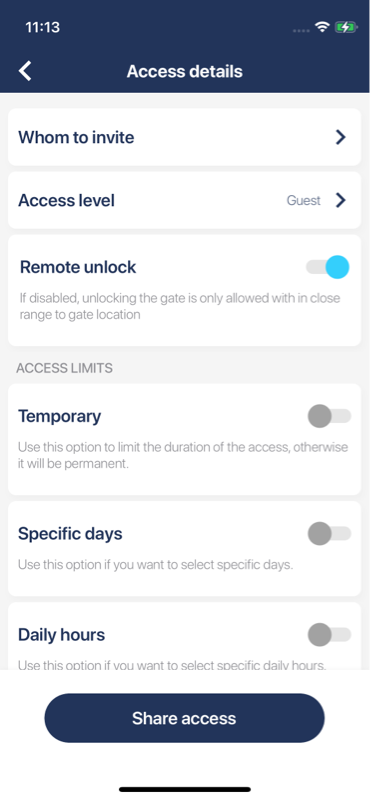 11:13
Access details
Whom to invite
Access level
Guest
Remote unlock
If disabled, unlocking the gate is only allowed with in close
range to gate location
ACCESS LIMITS
Temporary
Use this option to limit the duration of the access, otherwise
it will be permanent.
Specific days
Use this option if you want to select specific days.
Daily hours
Use this option if you want to select specific daily hours.
Share access